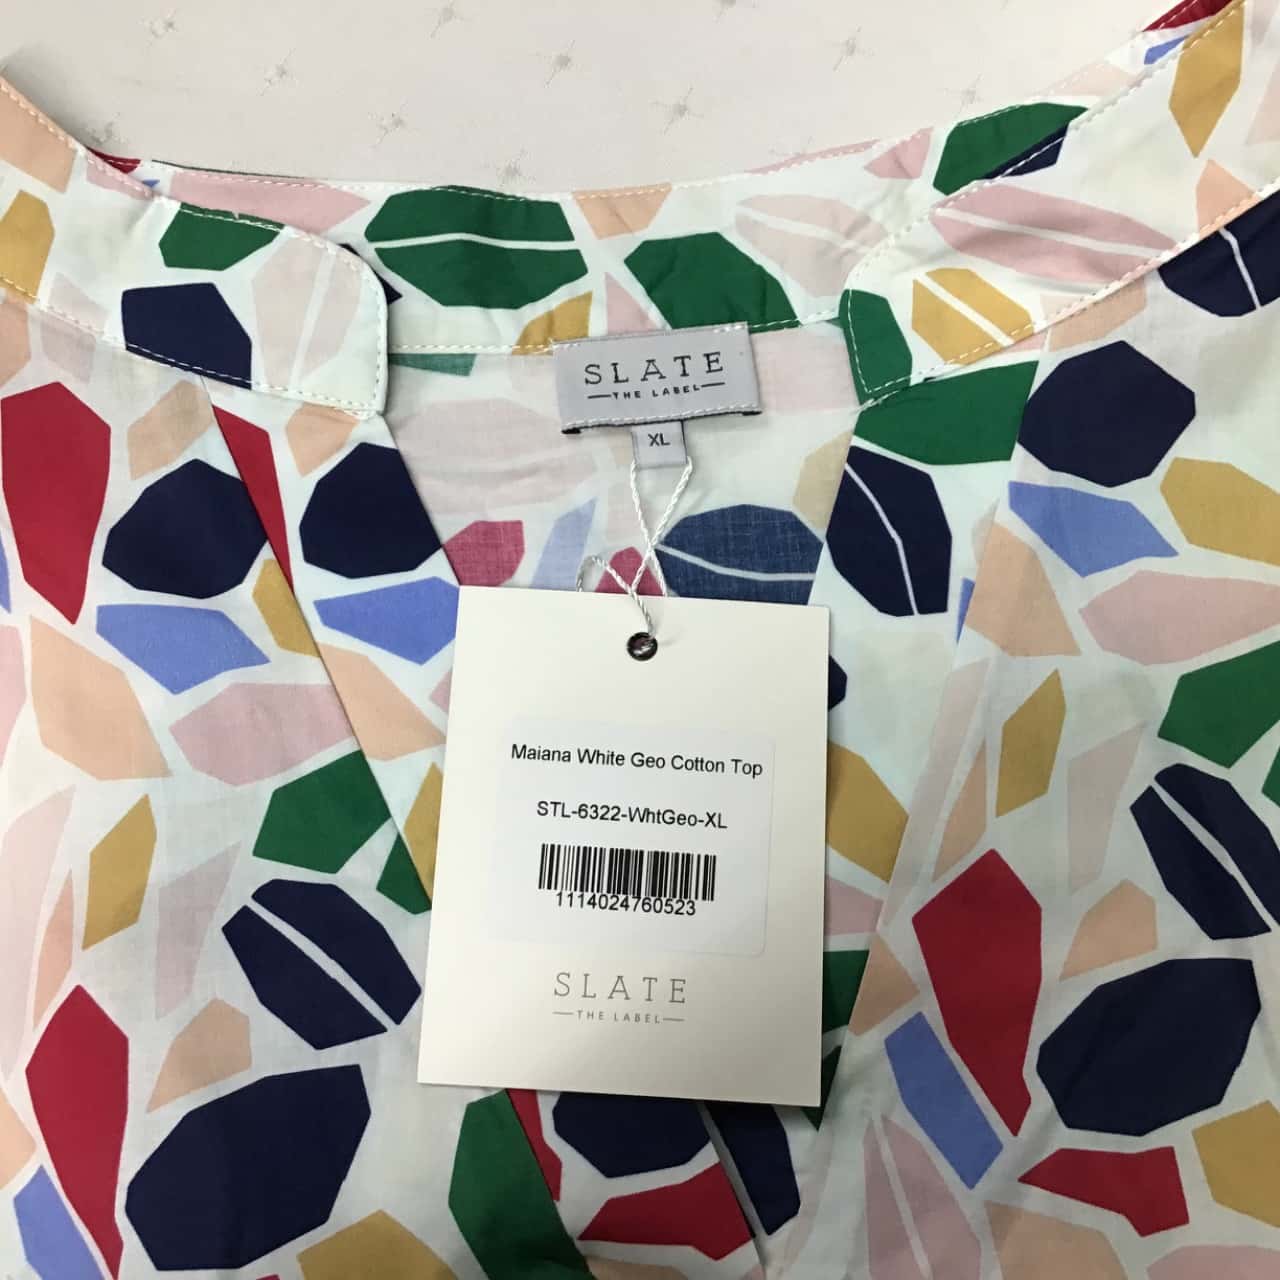 SLATE
THE LABEL
XL
Maiana White Geo Cotton Top
STL-6322-WhtGeo-XL
1114024760523
SLATE
THE LABEL